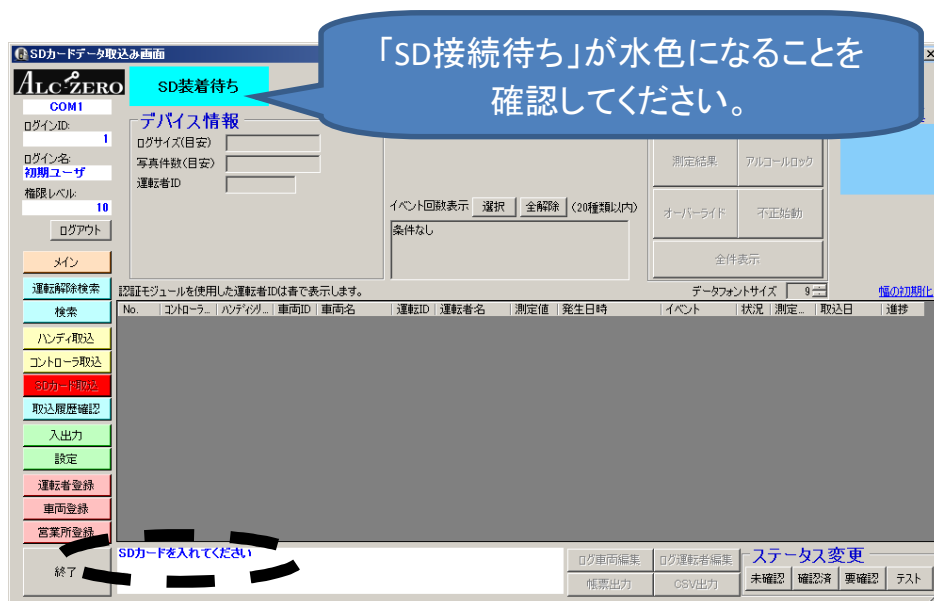 SDカードデータ取込み画面
「SD接続待ち」が水色になることを
確認してください。
ALC-ZERO
SD装着待ち
COM1
ログインID:
1
ログイン名:
初期ユーザ
権限レベル:
10
ログアウト
デバイス情報
ログサイズ(目安)
写真件数(目安)
運転者ID
イベント回数表示
選択
全解除
(20種類以内)
条件なし
測定結果
アルコールロック
オーバーライド
不正始動
全件表示
メイン
運転解除検索
検索
ハンディ取込
コントローラ取込
SDカード取込
取込履歴確認
入出力
設定
運転者登録
車両登録
営業所登録
終了
認証モジュールを使用した運転者IDは青で表示します。
データフォントサイズ
9
幅の初期化
No. コントロ-ラ... ハンディシリ... 車両ID 車両名 運転ID 運転者名 測定値 発生日時 イベント 状況 測定... 取込日 進捗
SDカードを入れてください
ログ車両編集
ログ運転者編集
帳票出力
CSV出力
ステータス変更
未確認
確認済
要確認
テスト